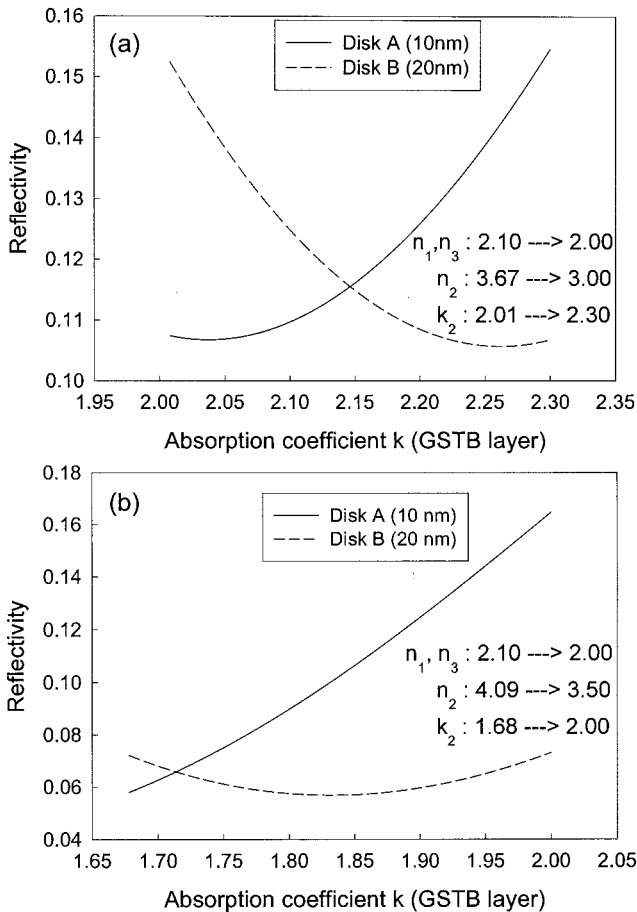 (a)
Disk A (10nm)
Disk B (20nm)
0.16
0.15
0.14
0.13
0.12
0.11
0.10
Reflectivity
n₁,n₃ : 2.10 ---> 2.00
n₂ : 3.67 ---> 3.00
k₂ : 2.01 ---> 2.30
1.95 2.00 2.05 2.10 2.15 2.20 2.25 2.30 2.35
Absorption coefficient k (GSTB layer)
(b)
Disk A (10 nm)
Disk B (20 nm)
0.18
0.16
0.14
0.12
0.10
0.08
0.06
0.04
Reflectivity
n₁, n₃ : 2.10 ---> 2.00
n₂ : 4.09 ---> 3.50
k₂ : 1.68 ---> 2.00
1.65 1.70 1.75 1.80 1.85 1.90 1.95 2.00 2.05
Absorption coefficient k (GSTB layer)